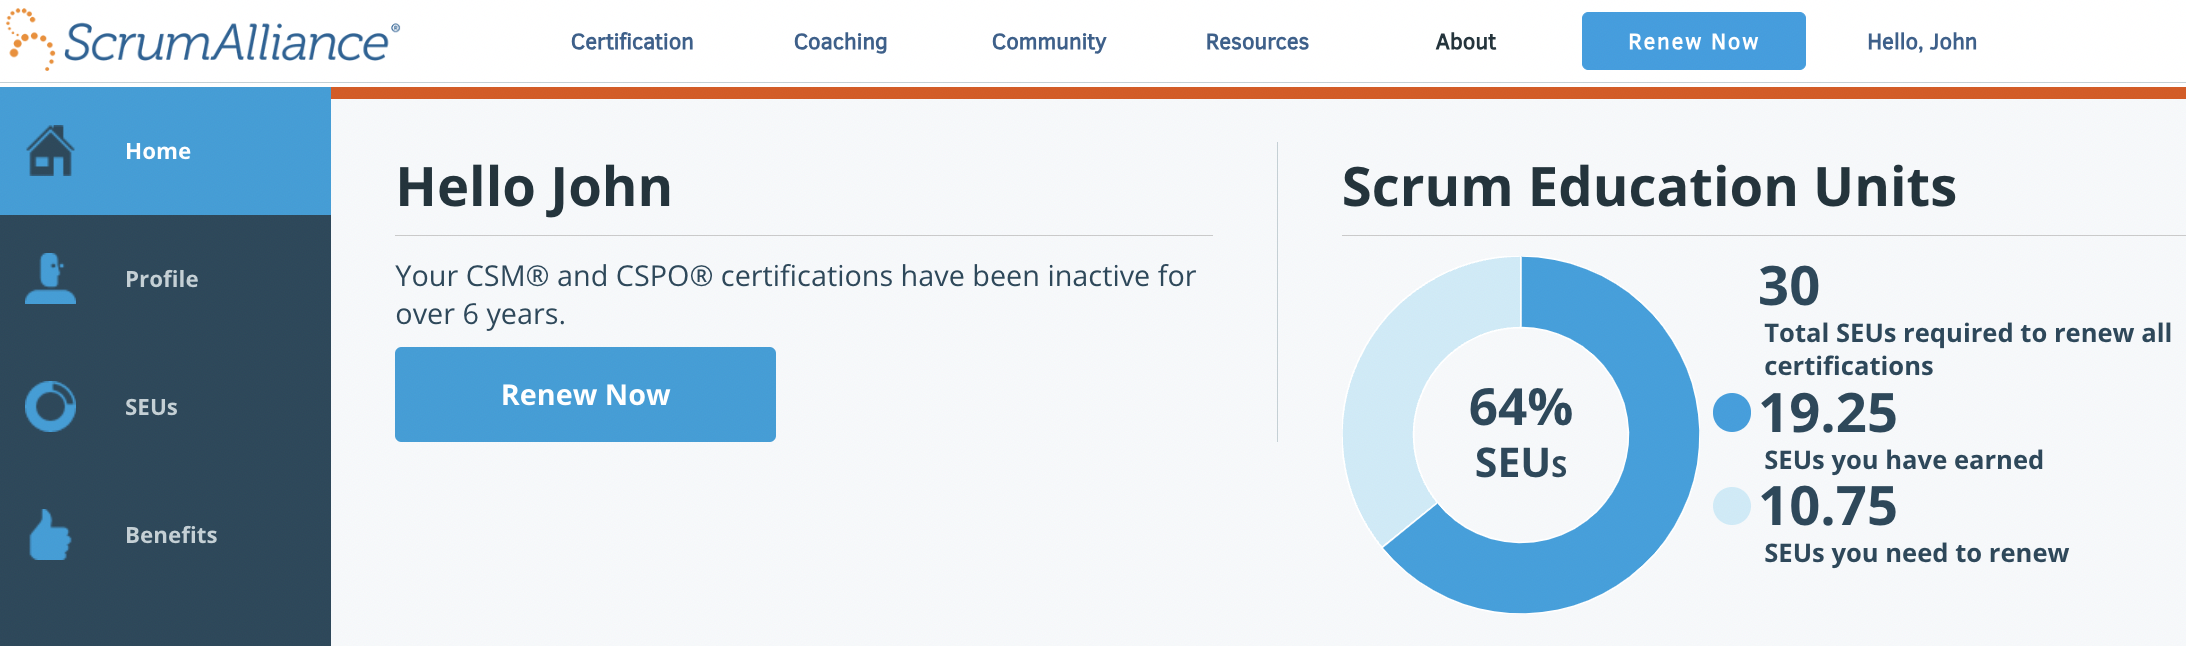 ScrumAlliance®
Certification
Coaching
Community
Resources
About
Renew Now
Hello, John
Home
Profile
SEUs
Benefits
Hello John
Your CSM® and CSPO® certifications have been inactive for
over 6 years.
Renew Now
Scrum Education Units
64%
SEUs
30
Total SEUs required to renew all
certifications
19.25
SEUs you have earned
10.75
SEUs you need to renew